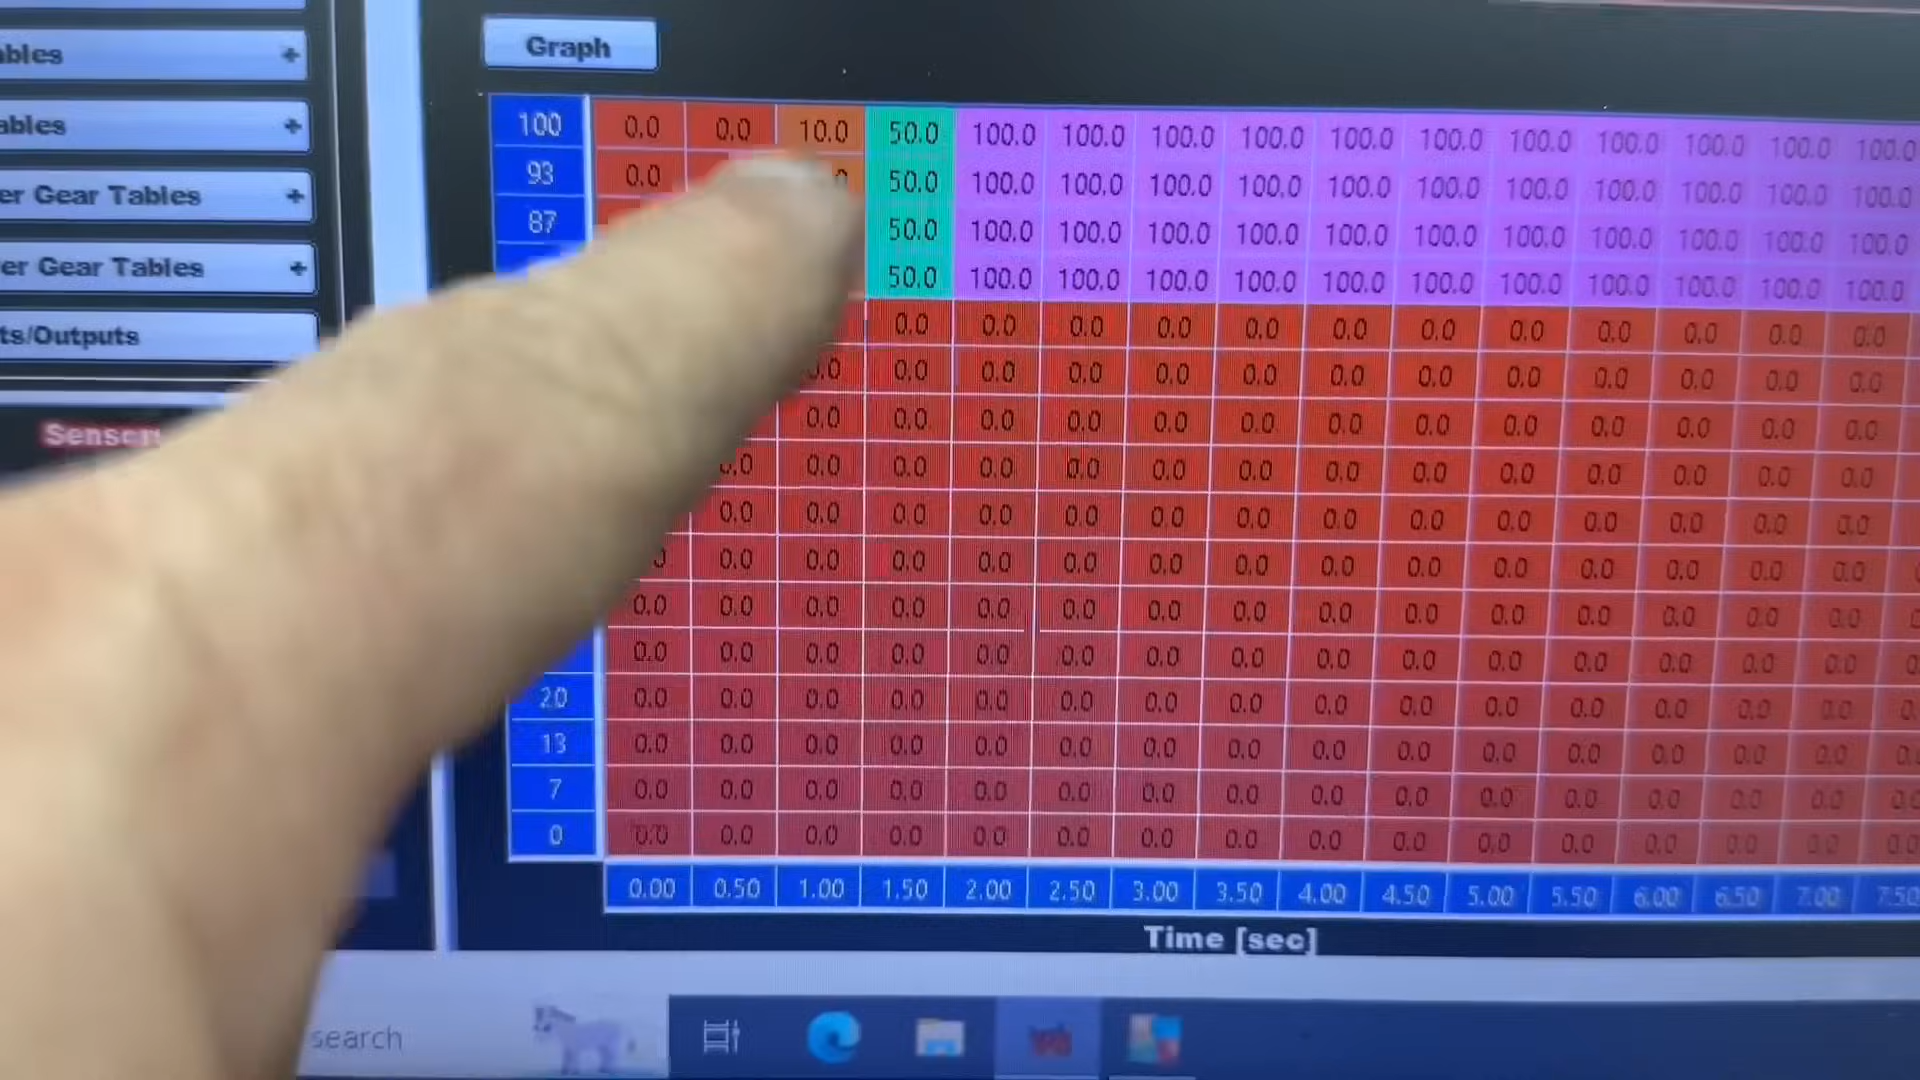 Graph
ables +
ables +
er Gear Tables +
er Gear Tables +
ts/Outputs
Sensor
100 0.0 0.0 10.0 50.0 100.0 100.0 100.0 100.0 100.0 100.0 100.0 100.0 100.0 100.0 100.0
93 0.0 50.0 100.0 100.0 100.0 100.0 100.0 100.0 100.0 100.0 100.0 100.0 100.0
87 50.0 100.0 100.0 100.0 100.0 100.0 100.0 100.0 100.0 100.0 100.0 100.0
50.0 100.0 100.0 100.0 100.0 100.0 100.0 100.0 100.0 100.0 100.0 100.0
0.0 0.0 0.0 0.0 0.0 0.0 0.0 0.0 0.0 0.0 0.0 0.0
0.0 0.0 0.0 0.0 0.0 0.0 0.0 0.0 0.0 0.0 0.0 0.0 0.0
0.0 0.0 0.0 0.0 0.0 0.0 0.0 0.0 0.0 0.0 0.0 0.0 0.0
0.0 0.0 0.0 0.0 0.0 0.0 0.0 0.0 0.0 0.0 0.0 0.0 0.0 0.0
0.0 0.0 0.0 0.0 0.0 0.0 0.0 0.0 0.0 0.0 0.0 0.0 0.0 0.0
0.0 0.0 0.0 0.0 0.0 0.0 0.0 0.0 0.0 0.0 0.0 0.0 0.0 0.0
0.0 0.0 0.0 0.0 0.0 0.0 0.0 0.0 0.0 0.0 0.0 0.0 0.0 0.0 0.0
0.0 0.0 0.0 0.0 0.0 0.0 0.0 0.0 0.0 0.0 0.0 0.0 0.0 0.0 0.0
20 0.0 0.0 0.0 0.0 0.0 0.0 0.0 0.0 0.0 0.0 0.0 0.0 0.0 0.0 0.0
13 0.0 0.0 0.0 0.0 0.0 0.0 0.0 0.0 0.0 0.0 0.0 0.0 0.0 0.0 0.0
7 0.0 0.0 0.0 0.0 0.0 0.0 0.0 0.0 0.0 0.0 0.0 0.0 0.0 0.0 0.0
0 0.0 0.0 0.0 0.0 0.0 0.0 0.0 0.0 0.0 0.0 0.0 0.0 0.0 0.0 0.0
0.00 0.50 1.00 1.50 2.00 2.50 3.00 3.50 4.00 4.50 5.00 5.50 6.00 6.50 7.00 7.50
Time [sec]
search